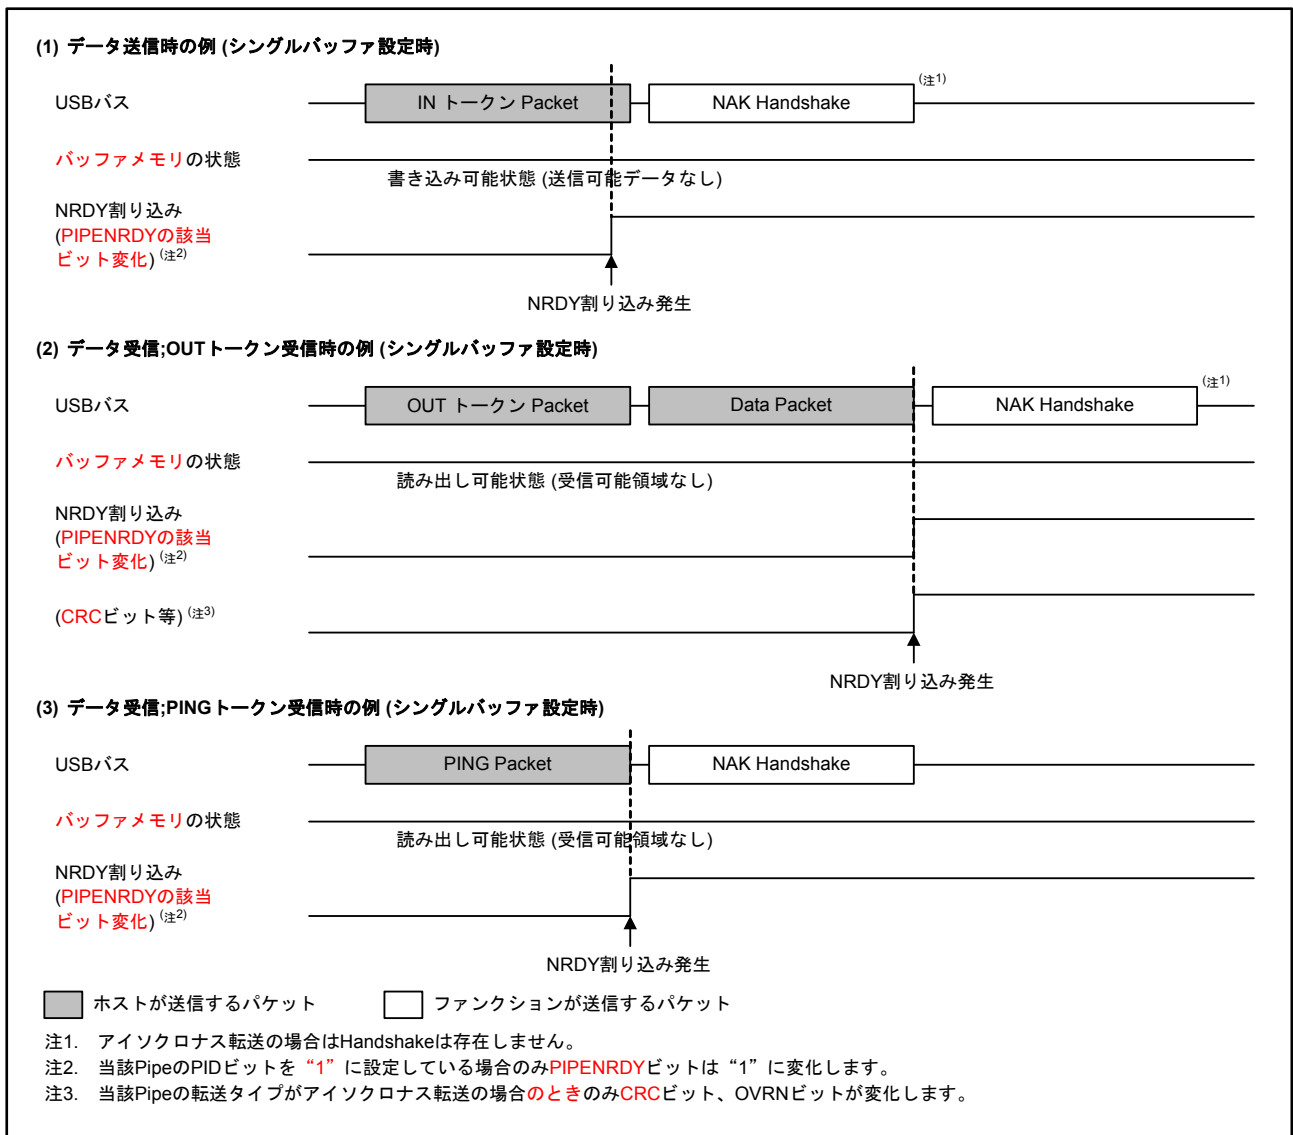 (1) データ送信時の例 (シングルバッファ設定時)
USBバス
IN トークン Packet
NAK Handshake
(注1)
バッファメモリの状態
書き込み可能状態 (送信可能データなし)
NRDY割り込み
(PIPENRDYの該当
ビット変化) (注2)
NRDY割り込み発生
(2) データ受信;OUTトークン受信時の例 (シングルバッファ設定時)
USBバス
OUT トークン Packet
Data Packet
NAK Handshake
(注1)
バッファメモリの状態
読み出し可能状態 (受信可能領域なし)
NRDY割り込み
(PIPENRDYの該当
ビット変化) (注2)
(CRCビット等) (注3)
NRDY割り込み発生
(3) データ受信;PINGトークン受信時の例 (シングルバッファ設定時)
USBバス
PING Packet
NAK Handshake
バッファメモリの状態
読み出し可能状態 (受信可能領域なし)
NRDY割り込み
(PIPENRDYの該当
ビット変化) (注2)
NRDY割り込み発生
ホストが送信するパケット
ファンクションが送信するパケット
注1. アイソクロナス転送の場合はHandshakeは存在しません。
注2. 当該PipeのPIDビットを“1”に設定している場合のみPIPENRDYビットは“1”に変化します。
注3. 当該Pipeの転送タイプがアイソクロナス転送の場合のときのみCRCビット、OVRNビットが変化します。